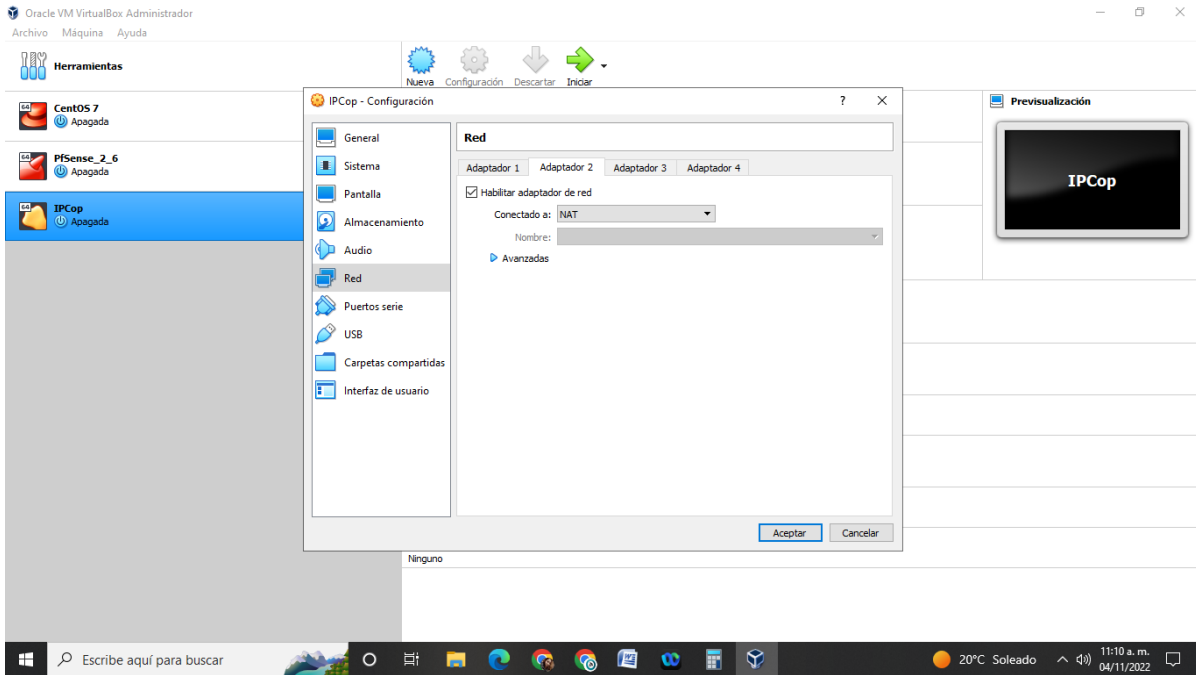 Oracle VM VirtualBox Administrador
Archivo Máquina Ayuda
Herramientas
Nueva Configuración Descartar Iniciar
64 CentOS 7
Apagada
64 PfSense_2_6
Apagada
64 IPCop
Apagada
IPCop - Configuración ?
General
Sistema
Pantalla
Almacenamiento
Audio
Red
Puertos serie
USB
Carpetas compartidas
Interfaz de usuario
Red
Adaptador 1 Adaptador 2 Adaptador 3 Adaptador 4
Habilitar adaptador de red
Conectado a: NAT
Nombre:
Avanzadas
Aceptar Cancelar
Previsualización
IPCop
Ninguno
Escribe aquí para buscar
20°C Soleado
11:10 a. m.
04/11/2022